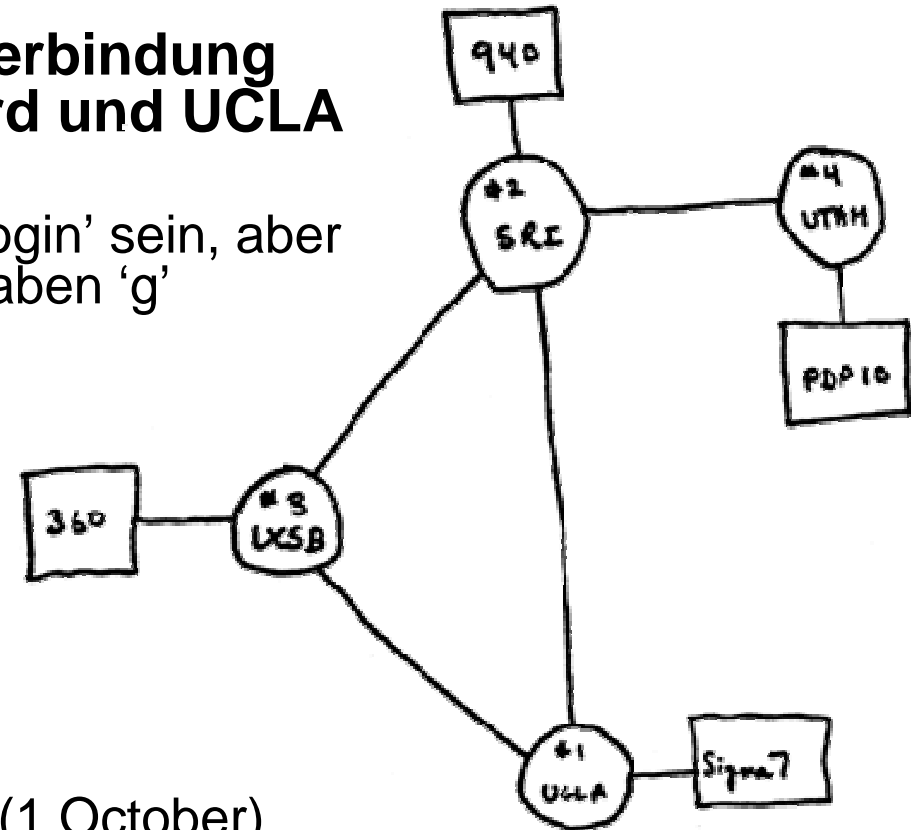 erbindung
rd und UCLA
ogin’ sein, aber
aben ‘g’
940
#2
SRI
#4
UTAH
PDP10
360
#3
UCSB
#1
UCLA
Sigma7
(1 October)